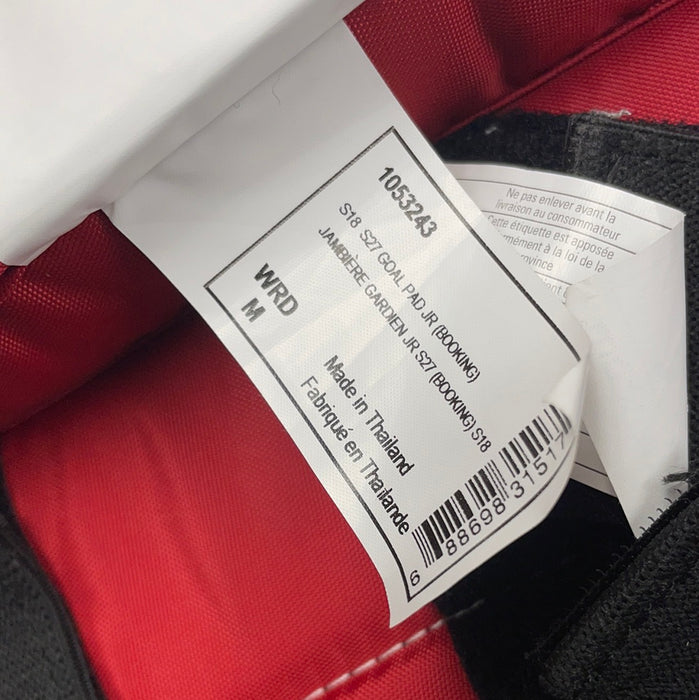 1053243
S18 S27 GOAL PAD JR (BOOKING)
JAMBIÈRE GARDIEN JR S27 (BOOKING) S18
WRD
M
Made in Thailand
Fabriqué en Thaïlande
6 88698 31517
Ne pas enlever avant la
livraison au consommateur
Cette étiquette est apposée
à la loi de la